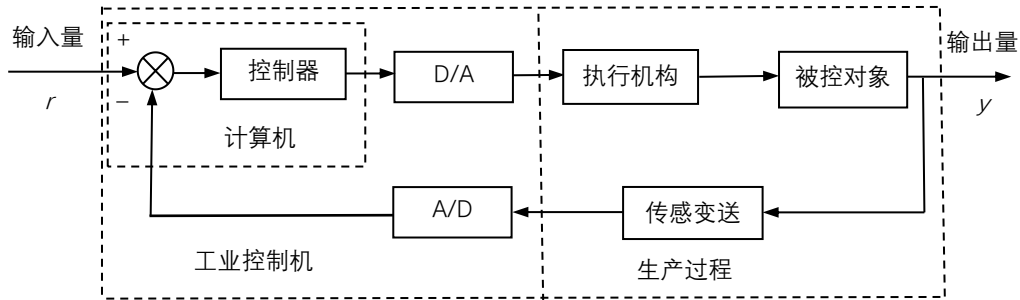 输入量
r
+
−
控制器
计算机
D/A
执行机构
被控对象
输出量
y
A/D
传感变送
工业控制机
生产过程